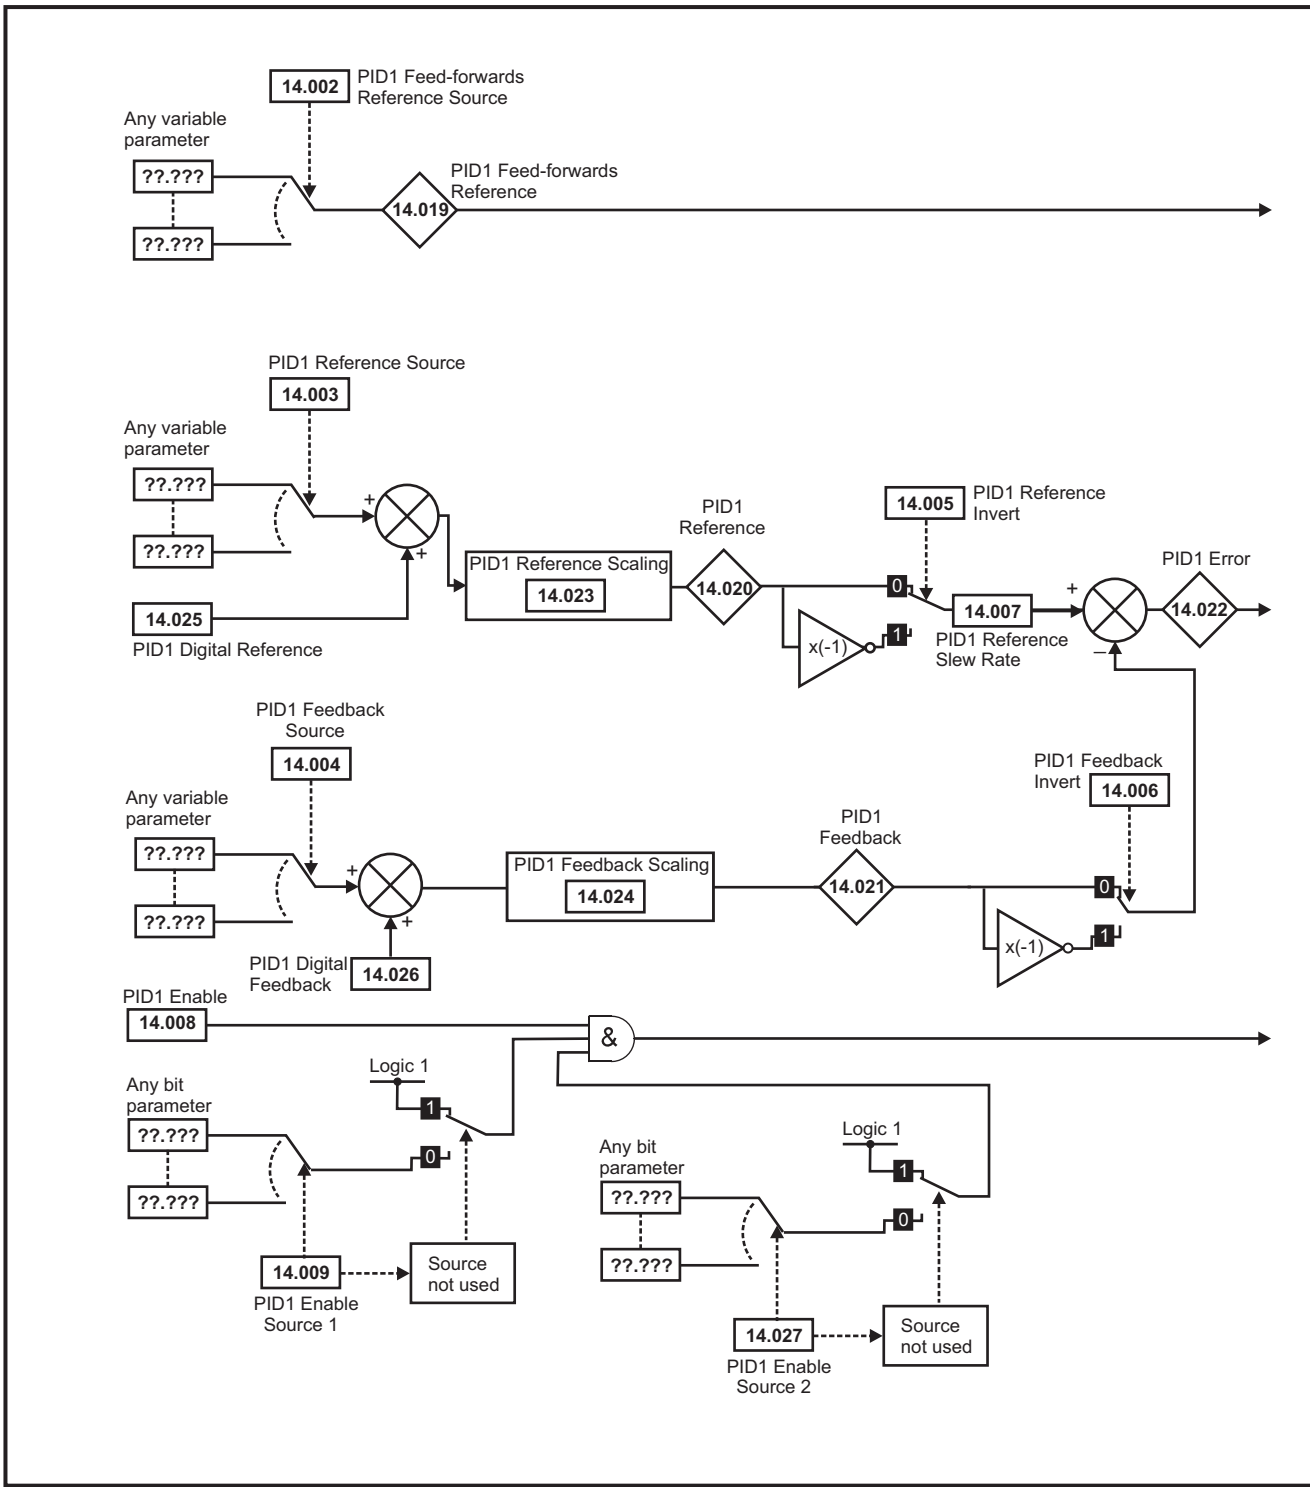 14.002
PID1 Feed-forwards
Reference Source
Any variable
parameter
??.???
??.???
PID1 Feed-forwards
Reference
14.019
PID1 Reference Source
14.003
Any variable
parameter
??.???
??.???
+
+
14.025
PID1 Digital Reference
PID1 Reference Scaling
14.023
PID1
Reference
14.020
14.005
PID1 Reference
Invert
0
1
x(-1)
14.007
PID1 Reference
Slew Rate
+
–
PID1 Error
14.022
PID1 Feedback
Source
14.004
Any variable
parameter
??.???
??.???
+
+
PID1 Digital
Feedback
14.026
PID1 Feedback Scaling
14.024
PID1
Feedback
14.021
PID1 Feedback
Invert
14.006
0
1
x(-1)
PID1 Enable
14.008
&
Any bit
parameter
??.???
??.???
Logic 1
1
0
14.009
PID1 Enable
Source 1
Source
not used
Any bit
parameter
??.???
??.???
Logic 1
1
0
14.027
PID1 Enable
Source 2
Source
not used